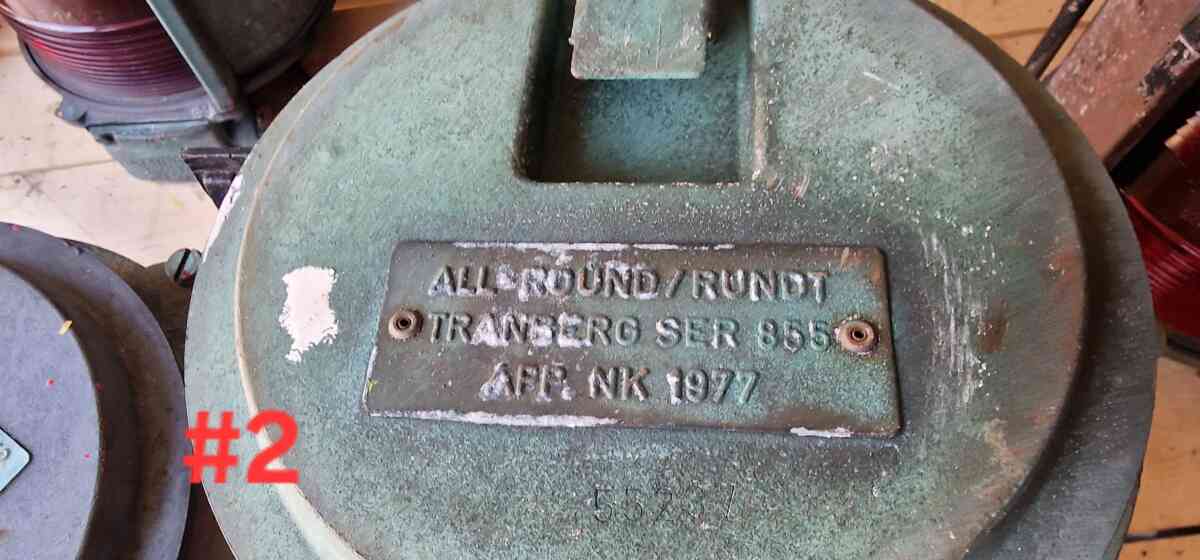 ALL-ROUND/RUNDT
TRANBERG SER 855
APP. NK 1977
#2